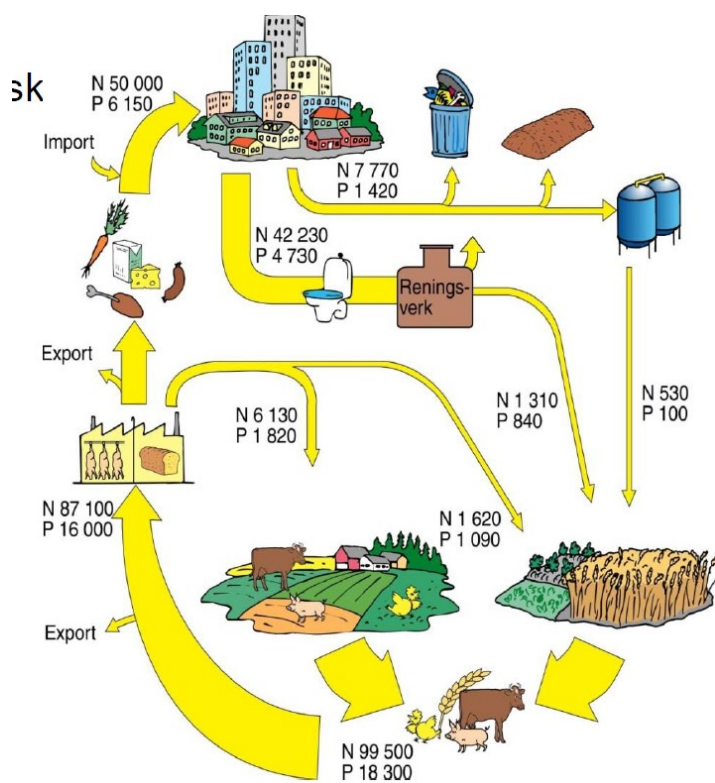 sk
N 50 000
P 6 150
Import
N 7 770
P 1 420
N 42 230
P 4 730
Renings-
verk
Export
N 6 130
P 1 820
N 1 310
P 840
N 530
P 100
N 87 100
P 16 000
N 1 620
P 1 090
Export
N 99 500
P 18 300